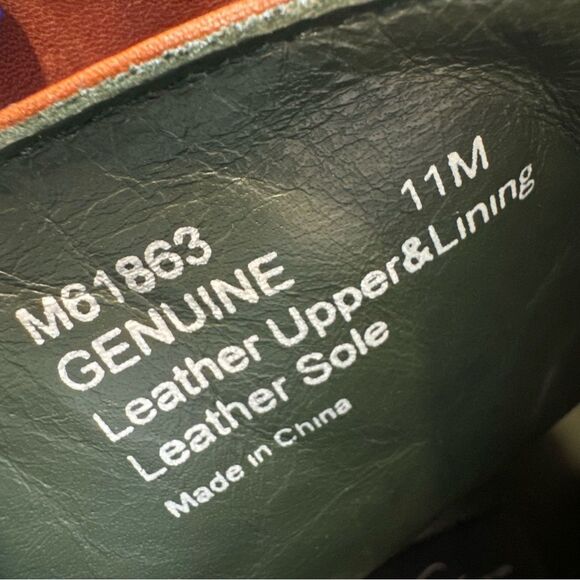 M61863 11M
GENUINE
Leather Upper&Lining
Leather Sole
Made in China